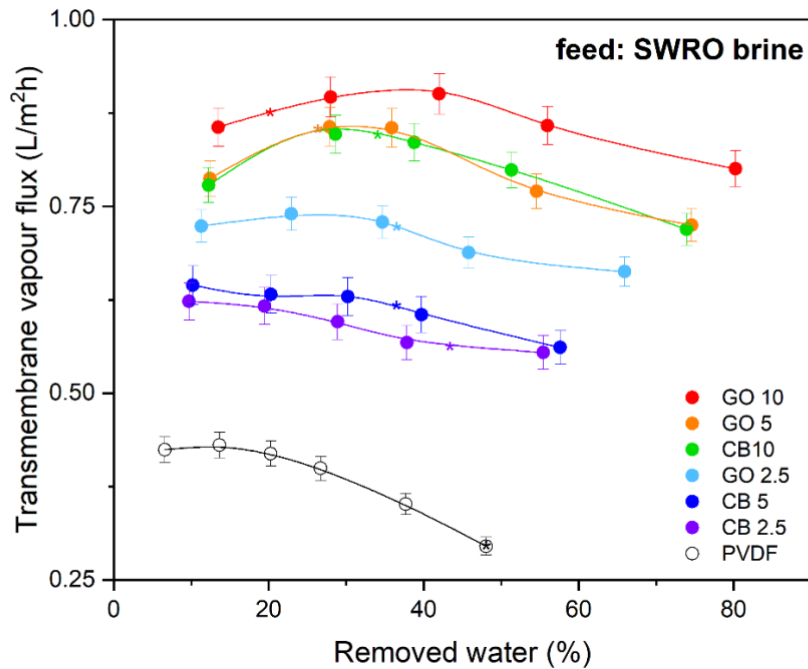 feed: SWRO brine
Transmembrane vapour flux (L/m²h)
1.00
0.75
0.50
0.25
0
20
40
60
80
Removed water (%)
GO 10
GO 5
CB10
GO 2.5
CB 5
CB 2.5
PVDF